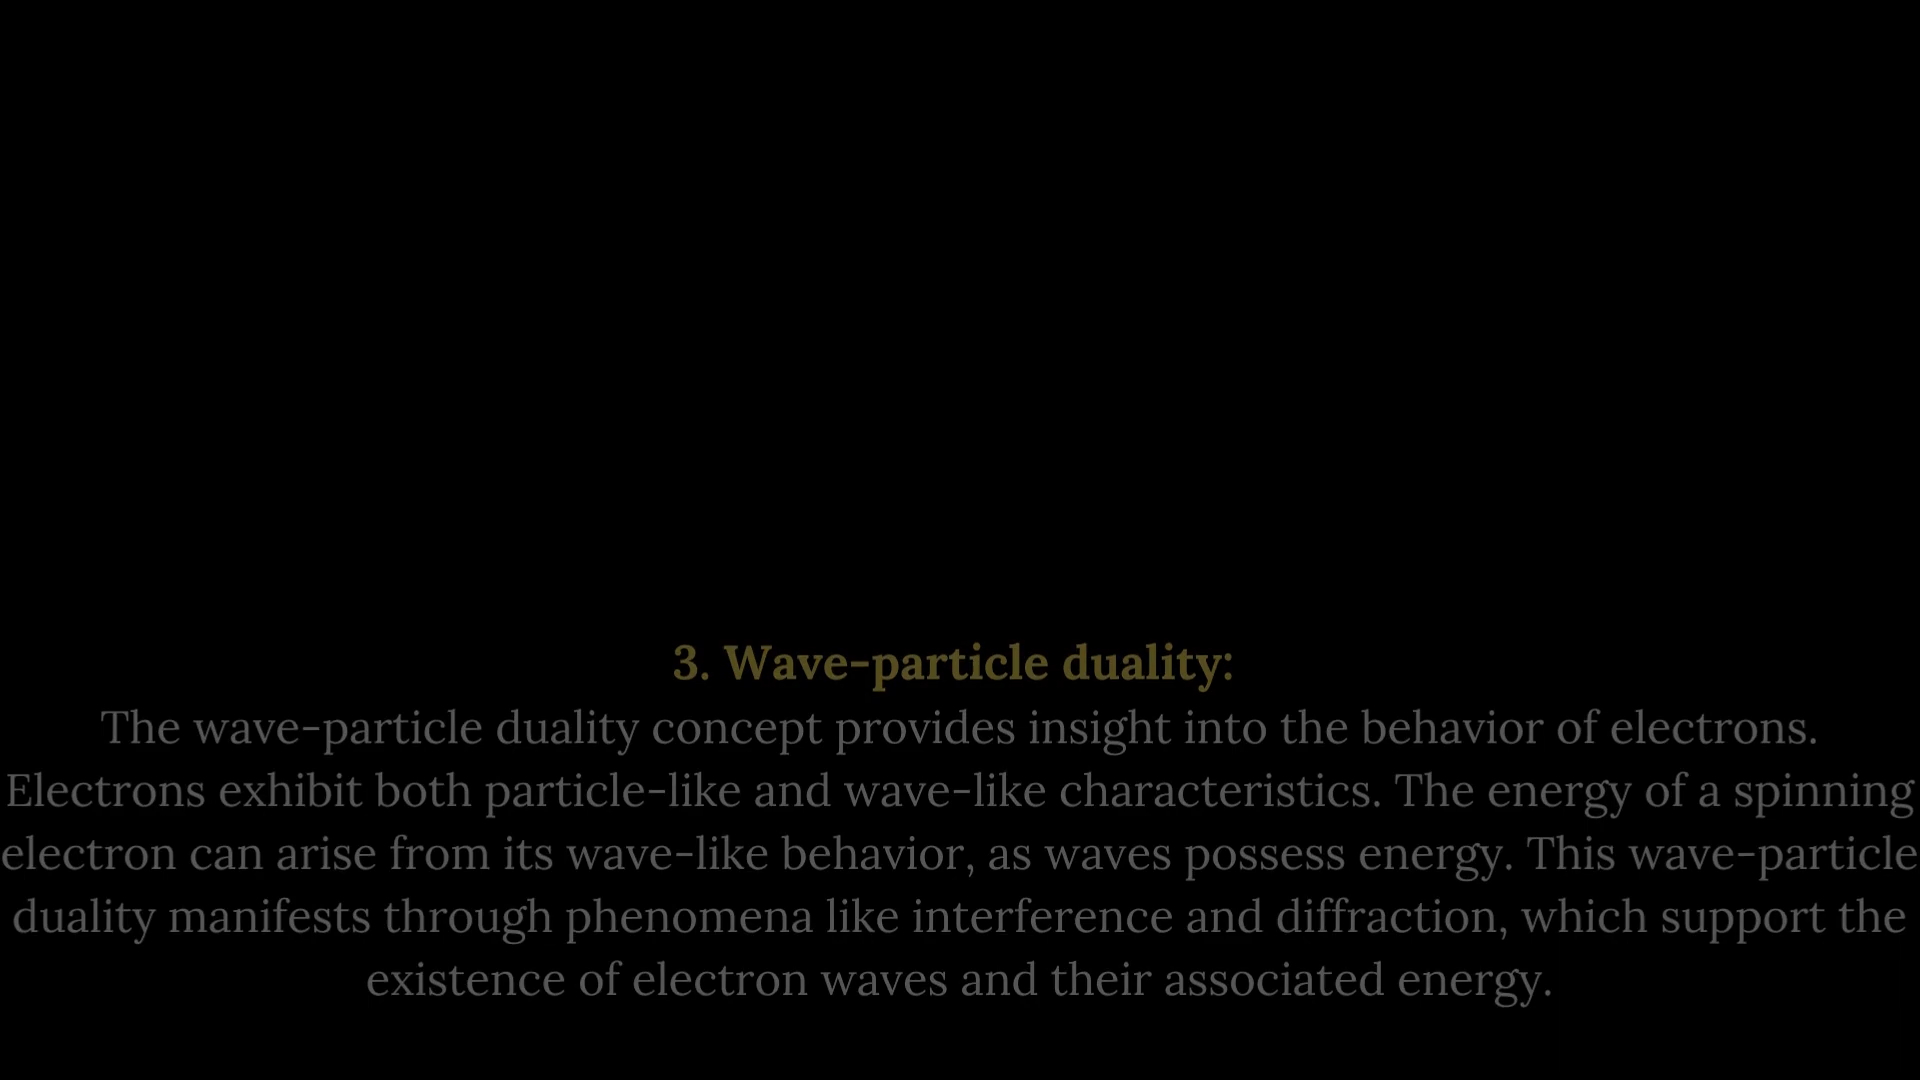 3. Wave-particle duality:
The wave-particle duality concept provides insight into the behavior of electrons.
Electrons exhibit both particle-like and wave-like characteristics. The energy of a spinning
electron can arise from its wave-like behavior, as waves possess energy. This wave-particle
duality manifests through phenomena like interference and diffraction, which support the
existence of electron waves and their associated energy.